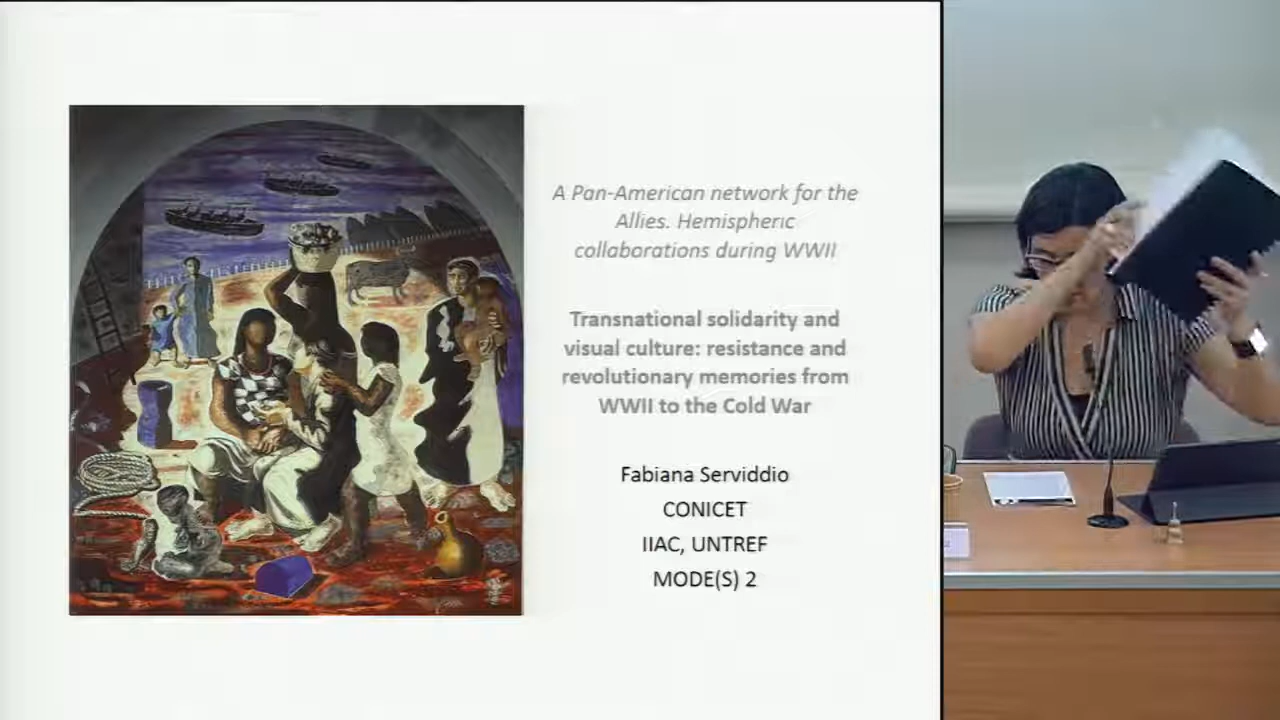 A Pan-American network for the
Allies. Hemispheric
collaborations during WWII
Transnational solidarity and
visual culture: resistance and
revolutionary memories from
WWII to the Cold War
Fabiana Serviddio
CONICET
IIAC, UNTREF
MODE(S) 2